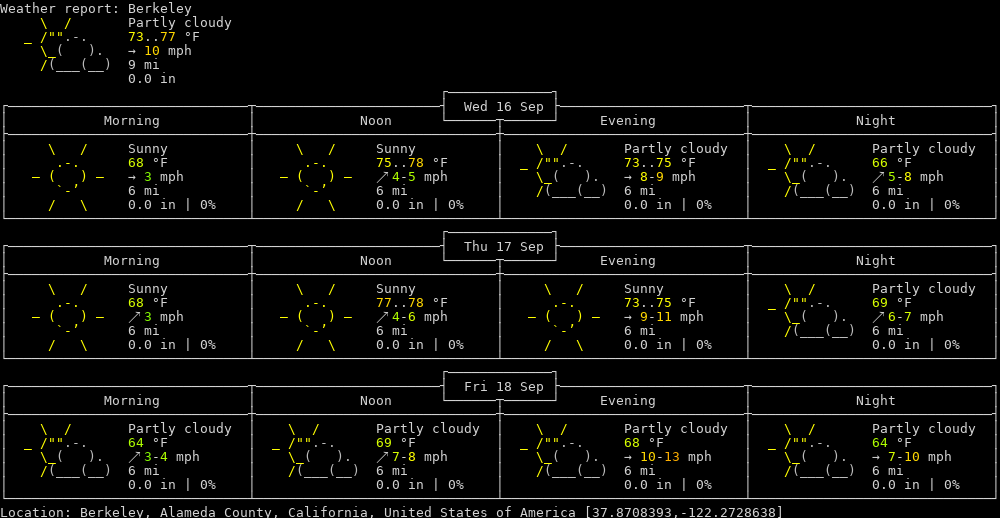 Weather report: Berkeley
Partly cloudy
73..77 °F
→ 10 mph
9 mi
0.0 in
Wed 16 Sep
Morning Noon Evening Night
Sunny Sunny Partly cloudy Partly cloudy
68 °F 75..78 °F 73..75 °F 66 °F
→ 3 mph ↗ 4-5 mph → 8-9 mph ↗ 5-8 mph
6 mi 6 mi 6 mi 6 mi
0.0 in | 0% 0.0 in | 0% 0.0 in | 0% 0.0 in | 0%
Thu 17 Sep
Morning Noon Evening Night
Sunny Sunny Sunny Partly cloudy
68 °F 77..78 °F 73..75 °F 69 °F
↗ 3 mph ↗ 4-6 mph → 9-11 mph ↗ 6-7 mph
6 mi 6 mi 6 mi 6 mi
0.0 in | 0% 0.0 in | 0% 0.0 in | 0% 0.0 in | 0%
Fri 18 Sep
Morning Noon Evening Night
Partly cloudy Partly cloudy Partly cloudy Partly cloudy
64 °F 69 °F 68 °F 64 °F
↗ 3-4 mph ↗ 7-8 mph → 10-13 mph → 7-10 mph
6 mi 6 mi 6 mi 6 mi
0.0 in | 0% 0.0 in | 0% 0.0 in | 0% 0.0 in | 0%
Location: Berkeley, Alameda County, California, United States of America [37.8708393,-122.2728638]